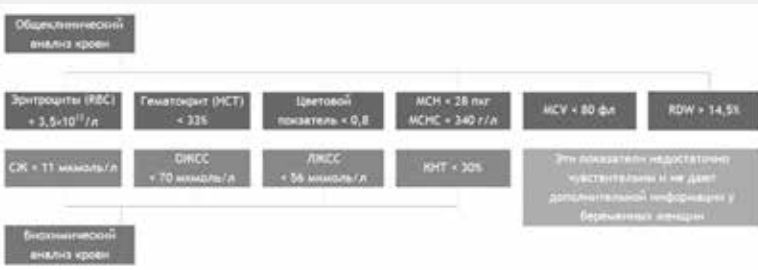 Общеклинический
анализ крови
Эритроциты (RBC)
< 3,5×10¹²/л
Гематокрит (HCT)
< 33%
Цветовой
показатель < 0,8
MCH < 28 пкг
MCHC < 340 г/л
MCV < 80 фл
RDW > 14,5%
СЖ < 11 мкмоль/л
ОЖСС
< 70 мкмоль/л
ЛЖСС
< 56 мкмоль/л
КНТ < 30%
Эти показатели недостаточно
чувствительны и не дают
дополнительной информации у
беременных женщин
Биохимический
анализ крови